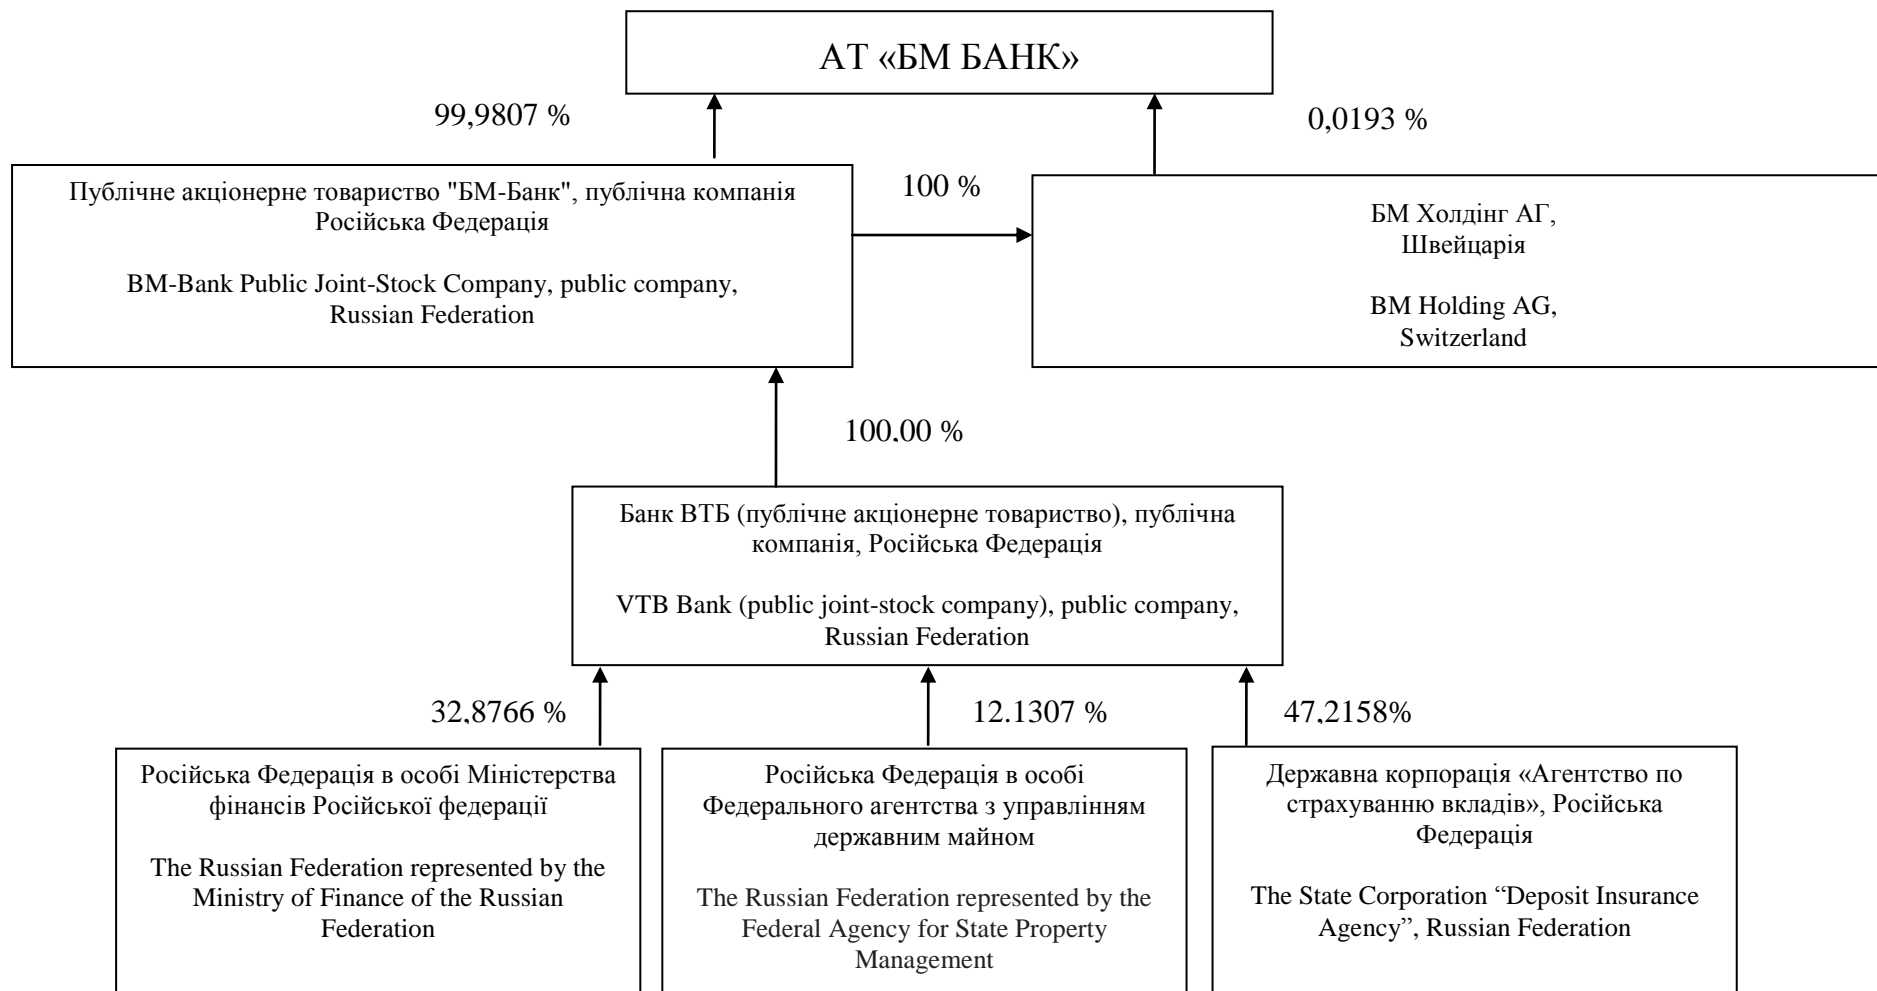 АТ «БМ БАНК»
99,9807 %
0,0193 %
Публічне акціонерне товариство "БМ-Банк", публічна компанія
Російська Федерація
BM-Bank Public Joint-Stock Company, public company,
Russian Federation
100 %
БМ Холдінг АГ,
Швейцарія
BM Holding AG,
Switzerland
100,00 %
Банк ВТБ (публічне акціонерне товариство), публічна
компанія, Російська Федерація
VTB Bank (public joint-stock company), public company,
Russian Federation
32,8766 %
12.1307 %
47,2158%
Російська Федерація в особі Міністерства
фінансів Російської федерації
The Russian Federation represented by the
Ministry of Finance of the Russian
Federation
Російська Федерація в особі
Федерального агентства з управлінням
державним майном
The Russian Federation represented by the
Federal Agency for State Property
Management
Державна корпорація «Агентство по
страхуванню вкладів», Російська
Федерація
The State Corporation “Deposit Insurance
Agency”, Russian Federation